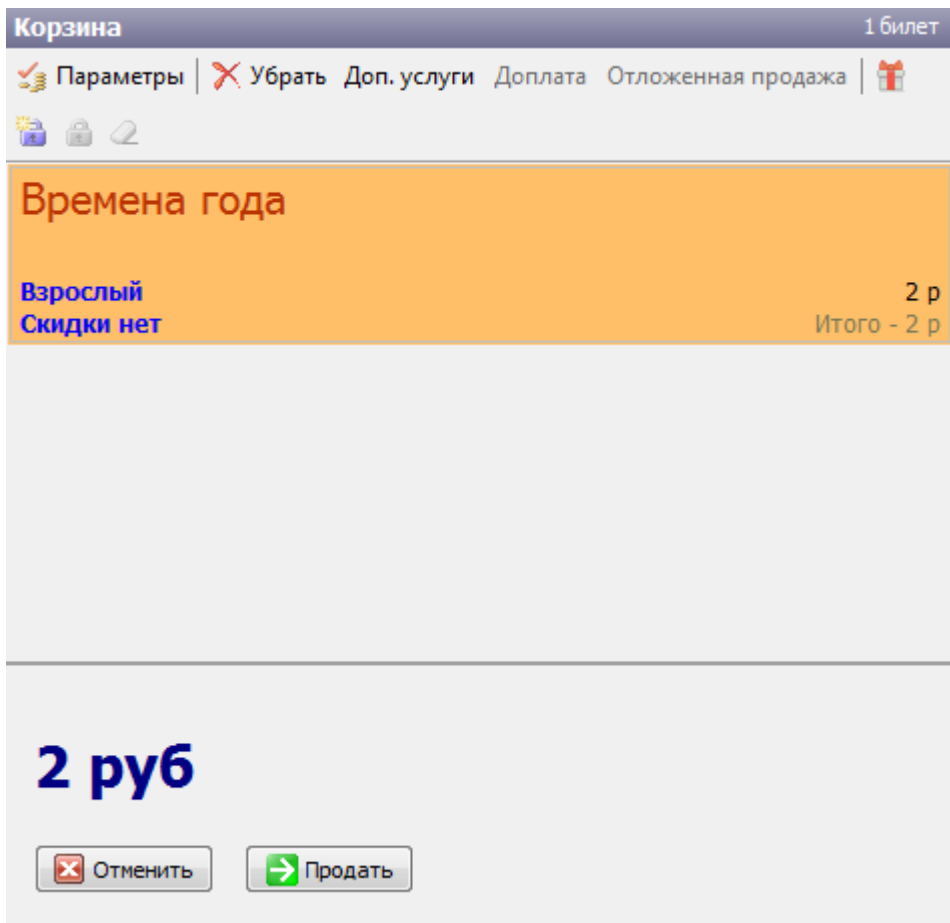 Корзина 1 билет
Параметры Убрать Доп. услуги Доплата Отложенная продажа
Времена года
Взрослый 2 р
Скидки нет Итого - 2 р
2 руб
Отменить Продать